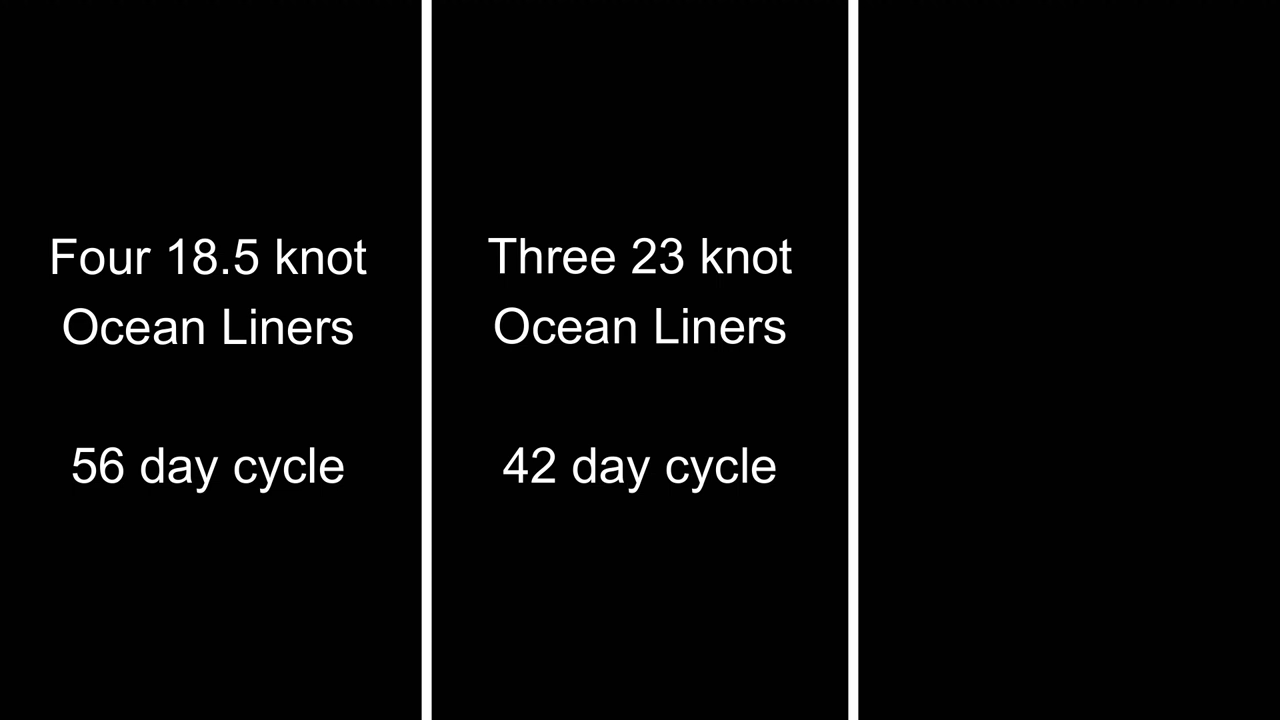 Four 18.5 knot
Ocean Liners
56 day cycle
Three 23 knot
Ocean Liners
42 day cycle